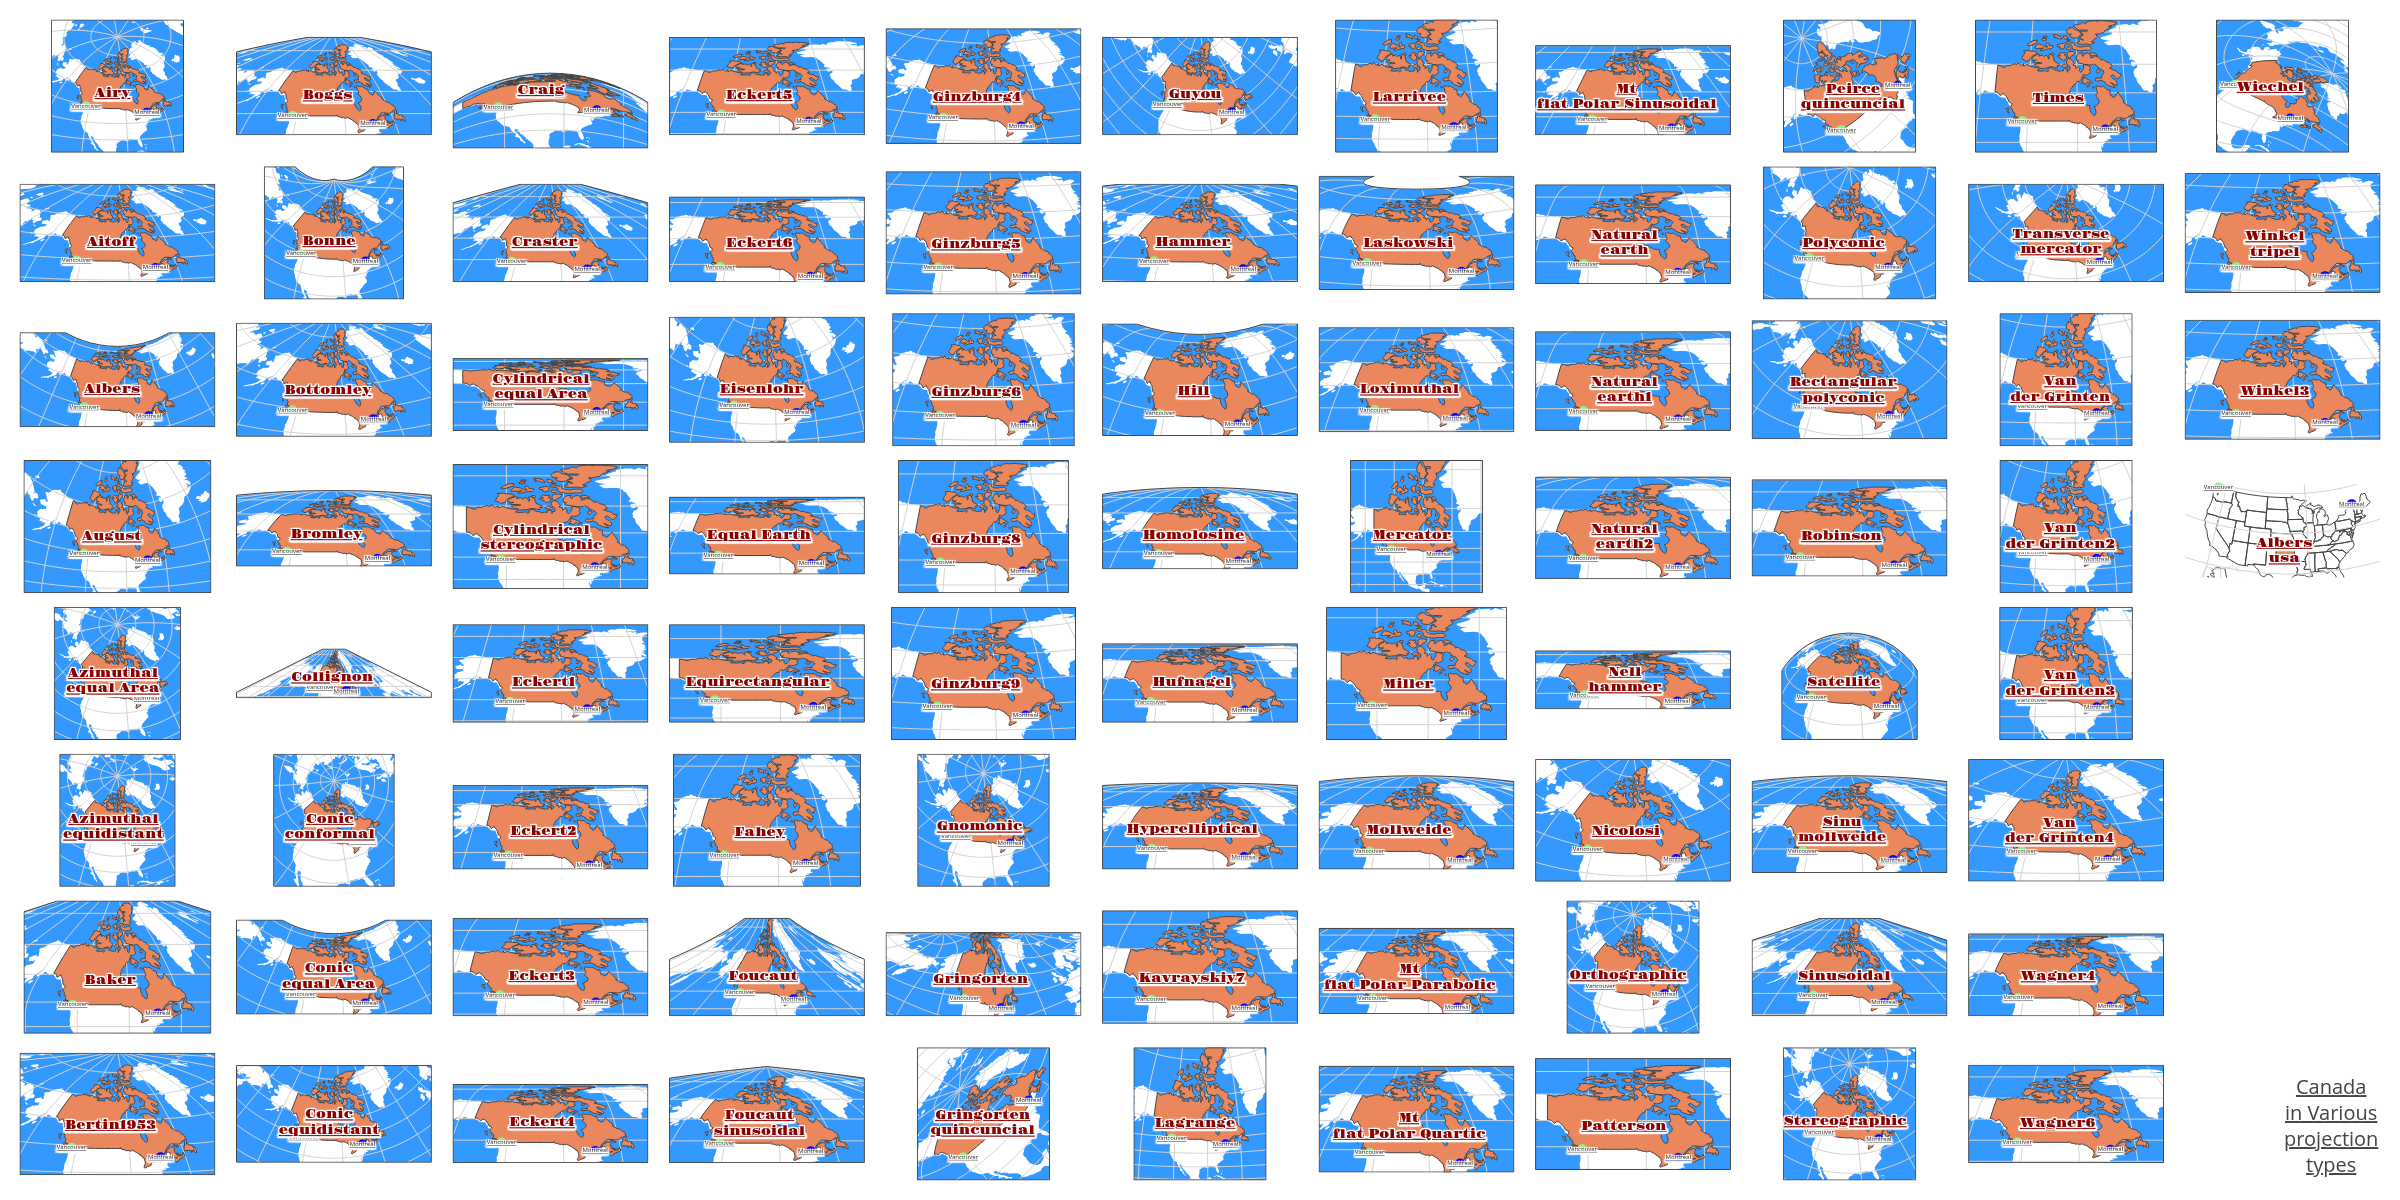 Airy
Vancouver
Montreal
Boggs
Vancouver
Montreal
Craig
Vancouver
Montreal
Eckert5
Vancouver
Montreal
Ginzburg4
Vancouver
Montreal
Guyou
Vancouver
Montreal
Larrivee
Vancouver
Montreal
Mt
flat Polar Sinusoidal
Vancouver
Montreal
Peirce
quincuncial
Montreal
Vancouver
Times
Vancouver
Montreal
Wiechel
Montreal
Aitoff
Vancouver
Montreal
Bonne
Vancouver
Montreal
Craster
Vancouver
Montreal
Eckert6
Vancouver
Montreal
Ginzburg5
Vancouver
Montreal
Hammer
Vancouver
Montreal
Laskowski
Vancouver
Montreal
Natural
earth
Vancouver
Montreal
Polyconic
Vancouver
Montreal
Transverse
mercator
Vancouver
Montreal
Winkel
tripel
Vancouver
Montreal
Albers
Vancouver
Montreal
Bottomley
Vancouver
Montreal
Cylindrical
equal Area
Vancouver
Montreal
Eisenlohr
Vancouver
Montreal
Ginzburg6
Vancouver
Montreal
Hill
Vancouver
Montreal
Loximuthal
Vancouver
Montreal
Natural
earth1
Vancouver
Montreal
Rectangular
polyconic
Montreal
Van
der Grinten
Montreal
Winkel3
Vancouver
Montreal
August
Vancouver
Montreal
Bromley
Vancouver
Montreal
Cylindrical
stereographic
Vancouver
Montreal
Equal Earth
Vancouver
Montreal
Ginzburg8
Vancouver
Montreal
Homolosine
Vancouver
Montreal
Mercator
Vancouver
Montreal
Natural
earth2
Vancouver
Montreal
Robinson
Vancouver
Montreal
Van
der Grinten2
Montreal
Vancouver
Montreal
Albers
usa
Azimuthal
equal Area
Collignon
Vancouver
Montreal
Eckert1
Vancouver
Montreal
Equirectangular
Vancouver
Montreal
Ginzburg9
Vancouver
Montreal
Hufnagel
Vancouver
Montreal
Miller
Vancouver
Montreal
Nell
hammer
Montreal
Satellite
Vancouver
Montreal
Van
der Grinten3
Montreal
Azimuthal
equidistant
Conic
conformal
Eckert2
Vancouver
Montreal
Fahey
Vancouver
Montreal
Gnomonic
Montreal
Hyperelliptical
Vancouver
Montreal
Mollweide
Vancouver
Montreal
Nicolosi
Vancouver
Montreal
Sinu
mollweide
Vancouver
Montreal
Van
der Grinten4
Vancouver
Montreal
Baker
Vancouver
Montreal
Conic
equal Area
Vancouver
Montreal
Eckert3
Vancouver
Montreal
Foucaut
Vancouver
Montreal
Gringorten
Vancouver
Montreal
Kavrayskiy7
Vancouver
Montreal
Mt
flat Polar Parabolic
Vancouver
Montreal
Orthographic
Vancouver
Montreal
Sinusoidal
Vancouver
Montreal
Wagner4
Vancouver
Montreal
Bertin1953
Vancouver
Montreal
Conic
equidistant
Montreal
Eckert4
Vancouver
Montreal
Foucaut
sinusoidal
Vancouver
Montreal
Montreal
Gringorten
quincuncial
Vancouver
Lagrange
Vancouver
Montreal
Mt
flat Polar Quartic
Vancouver
Montreal
Patterson
Vancouver
Montreal
Stereographic
Vancouver
Montreal
Wagner6
Vancouver
Montreal
Canada
in Various
projection
types